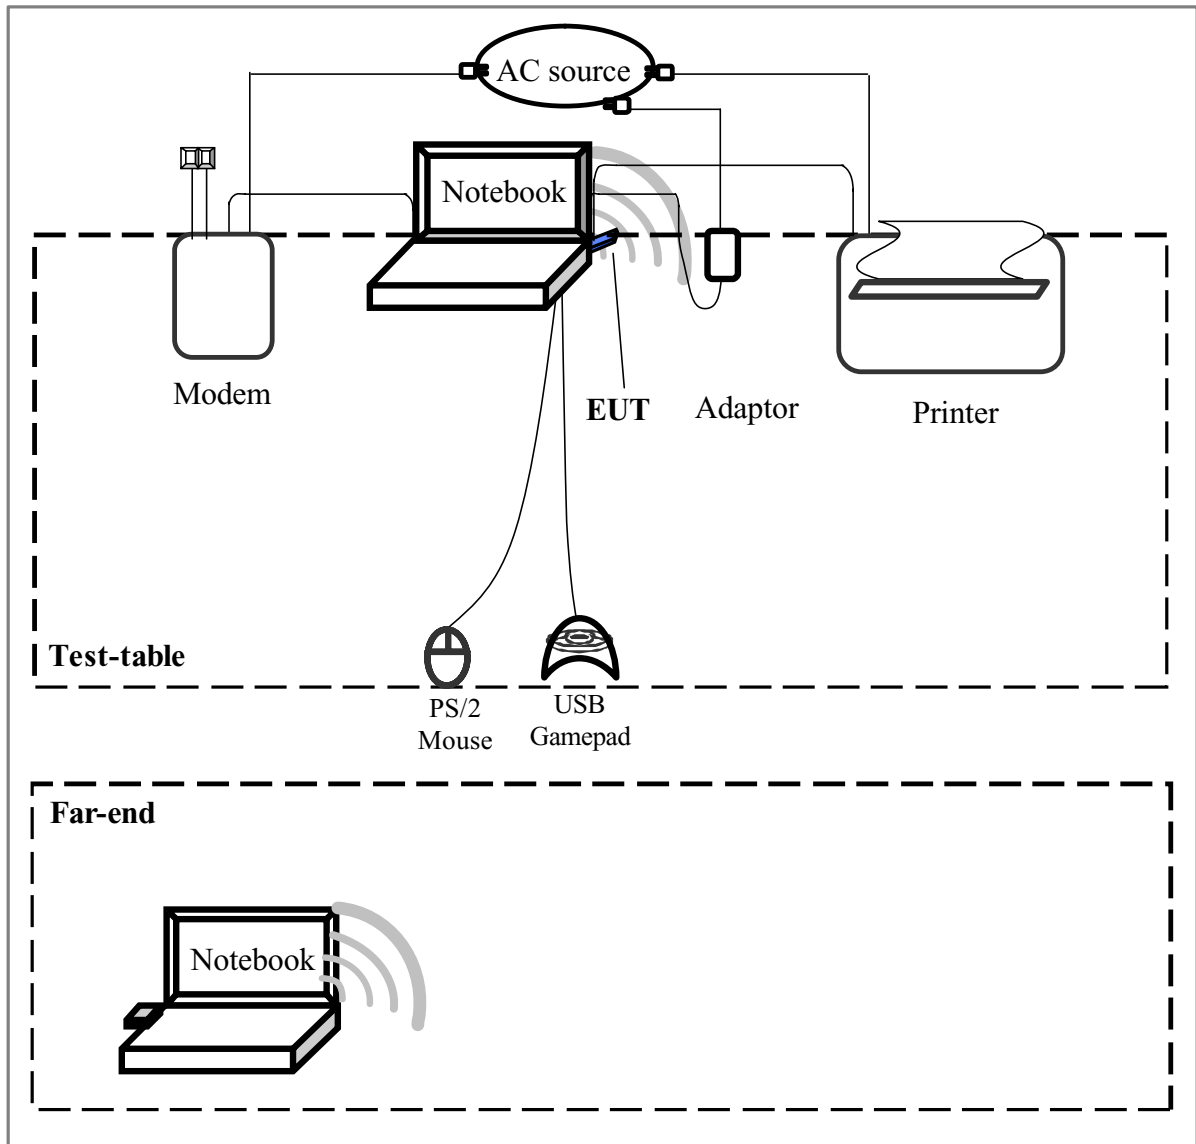 AC source
Notebook
Modem
EUT
Adaptor
Printer
Test-table
PS/2
Mouse
USB
Gamepad
Far-end
Notebook